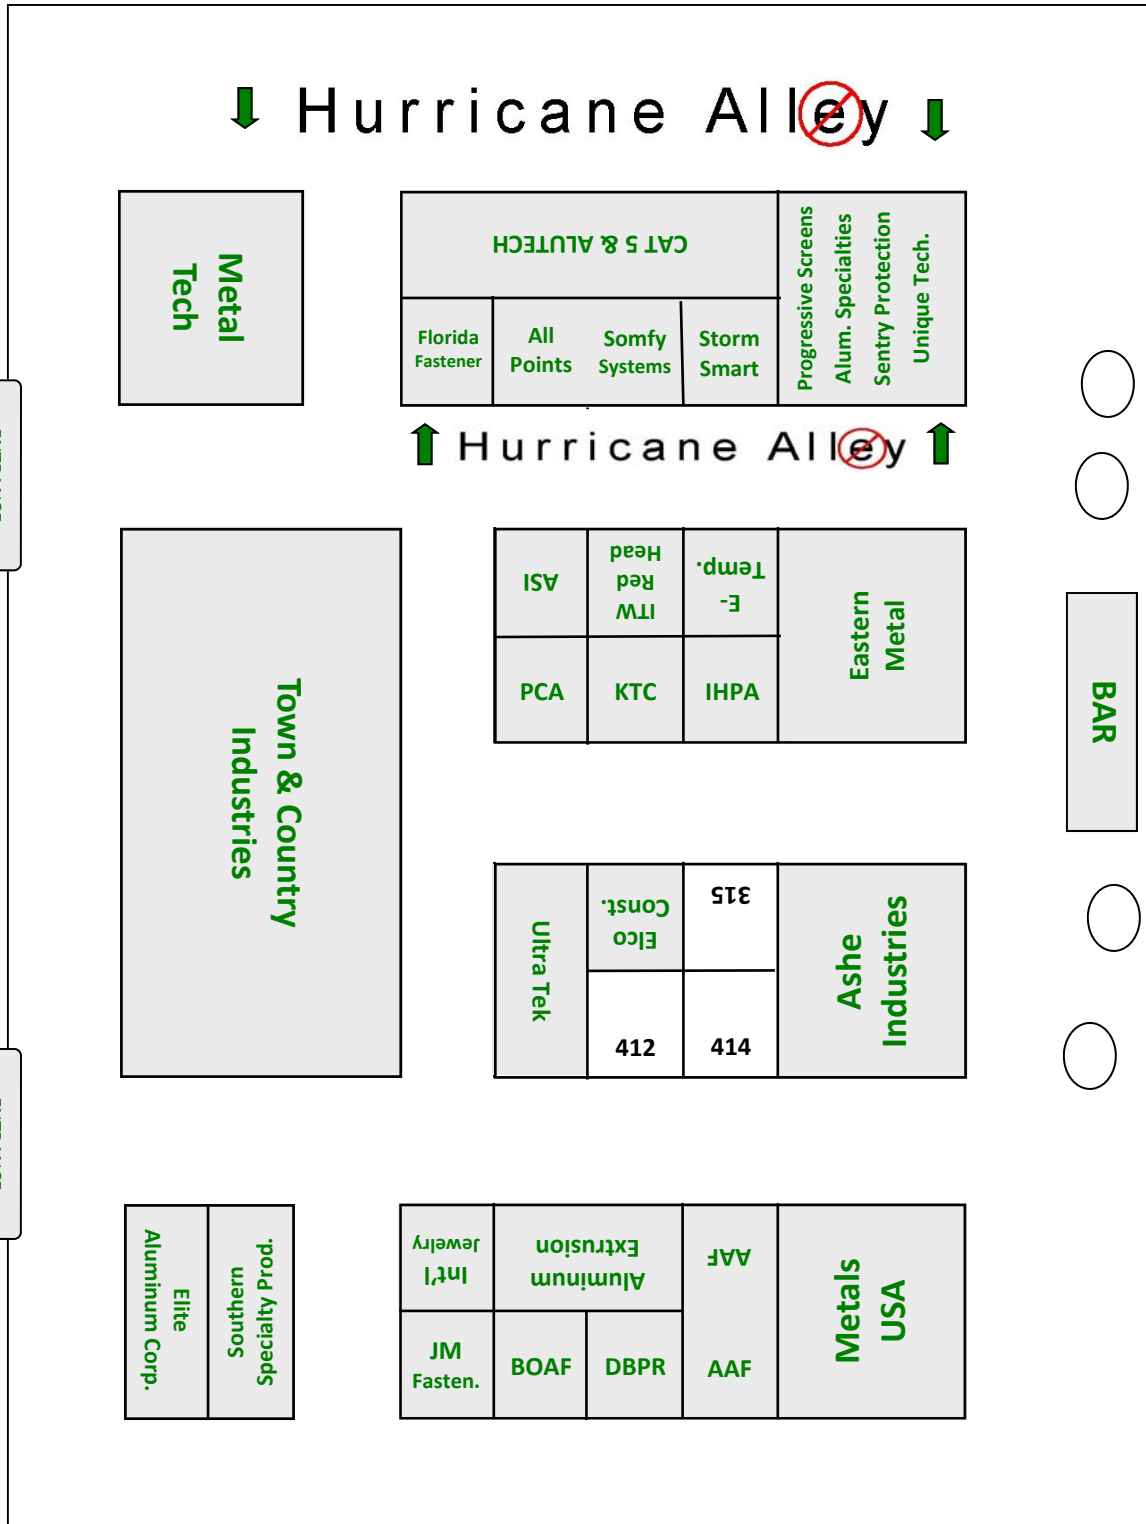 Hurricane Alley
Metal
Tech
CAT 5 & ALUTECH
Florida
Fastener
All
Points
Somfy
Systems
Storm
Smart
Progressive Screens
Alum. Specialties
Sentry Protection
Unique Tech.
Hurricane Alley
Town & Country
Industries
ASI
ITW
Red
Head
E-
Temp.
PCA
KTC
IHPA
Eastern
Metal
BAR
Ultra Tek
Elco
Const.
315
412
414
Ashe
Industries
Elite
Aluminum Corp.
Southern
Specialty Prod.
Int'l
Jewelry
Aluminum
Extrusion
AAF
JM
Fasten.
BOAF
DBPR
AAF
Metals
USA